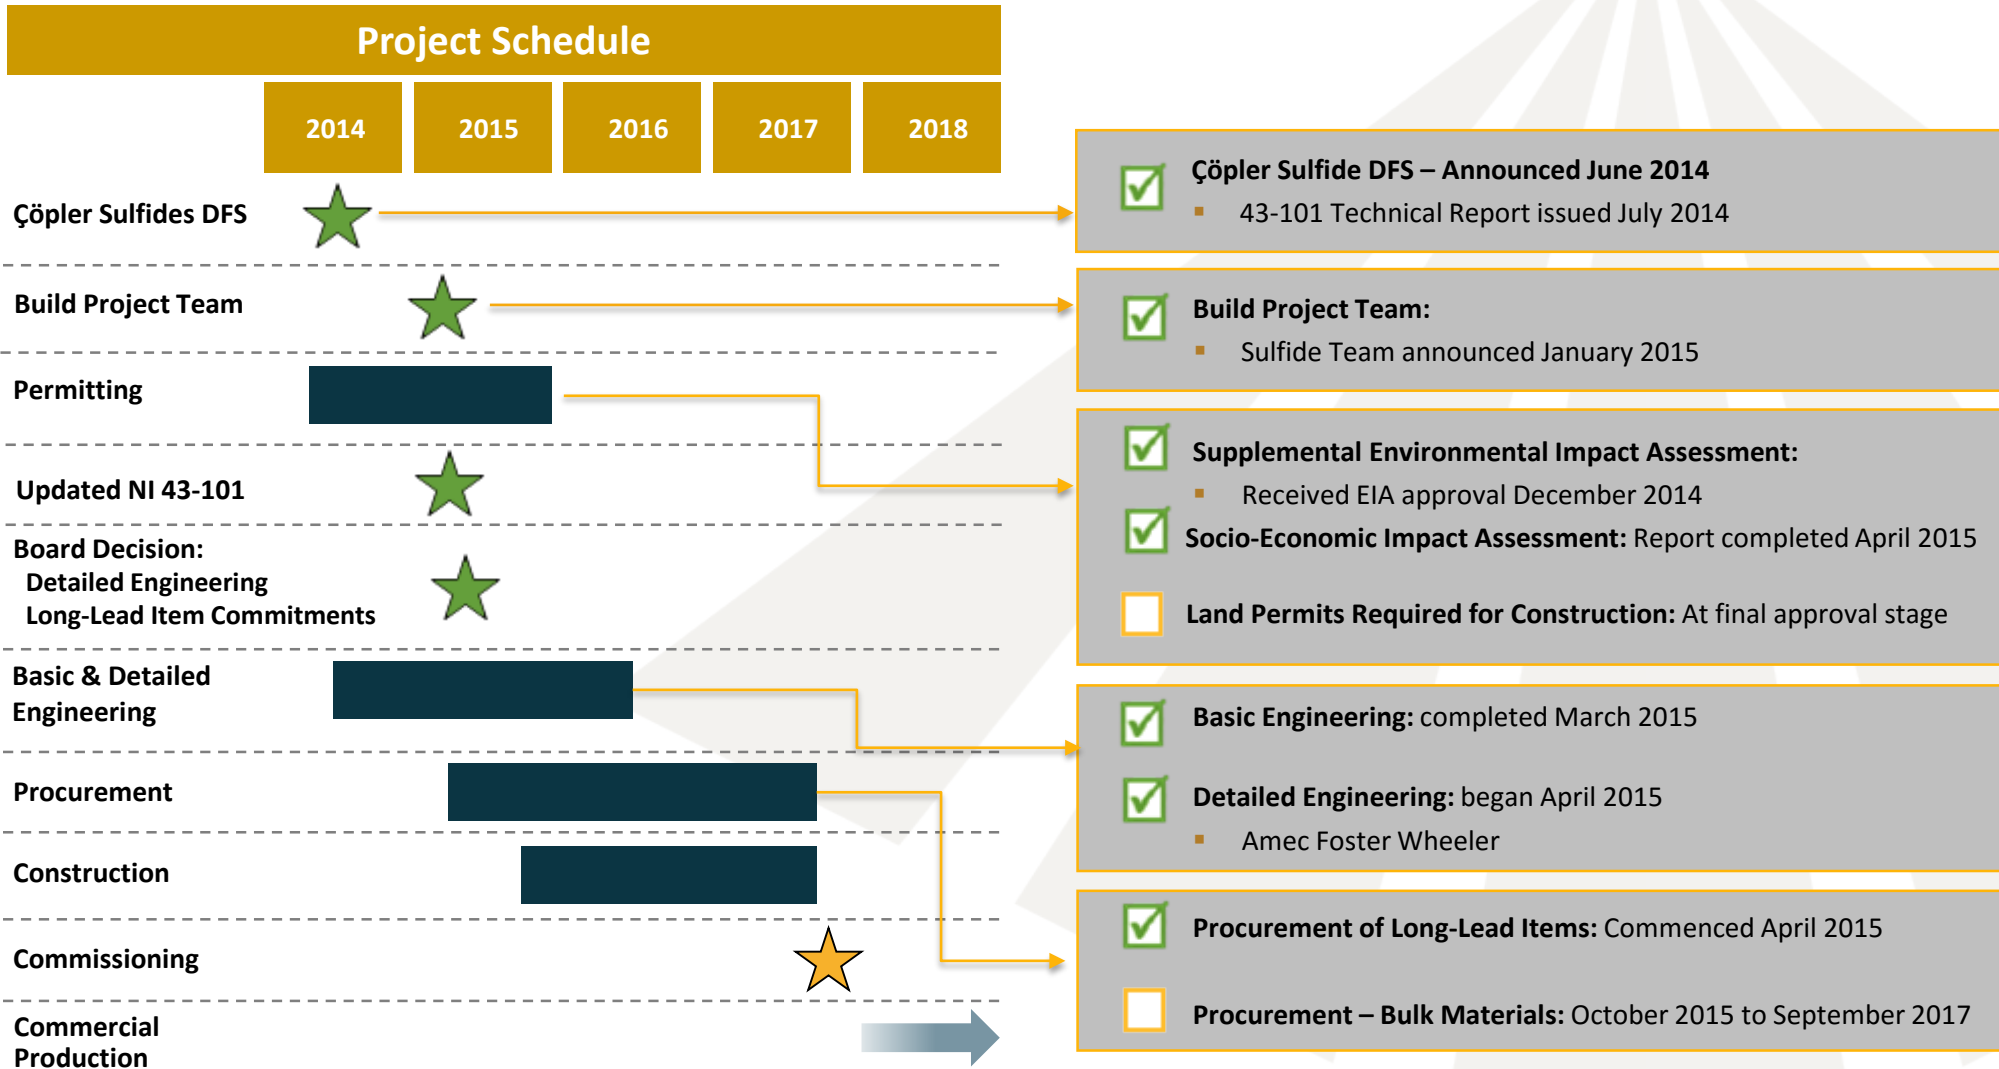 Project Schedule
2014 2015 2016 2017 2018
Çöpler Sulfides DFS
Build Project Team
Permitting
Updated NI 43-101
Board Decision:
Detailed Engineering
Long-Lead Item Commitments
Basic & Detailed
Engineering
Procurement
Construction
Commissioning
Commercial
Production
Çöpler Sulfide DFS – Announced June 2014
▪ 43-101 Technical Report issued July 2014
Build Project Team:
▪ Sulfide Team announced January 2015
Supplemental Environmental Impact Assessment:
▪ Received EIA approval December 2014
Socio-Economic Impact Assessment: Report completed April 2015
Land Permits Required for Construction: At final approval stage
Basic Engineering: completed March 2015
Detailed Engineering: began April 2015
▪ Amec Foster Wheeler
Procurement of Long-Lead Items: Commenced April 2015
Procurement – Bulk Materials: October 2015 to September 2017